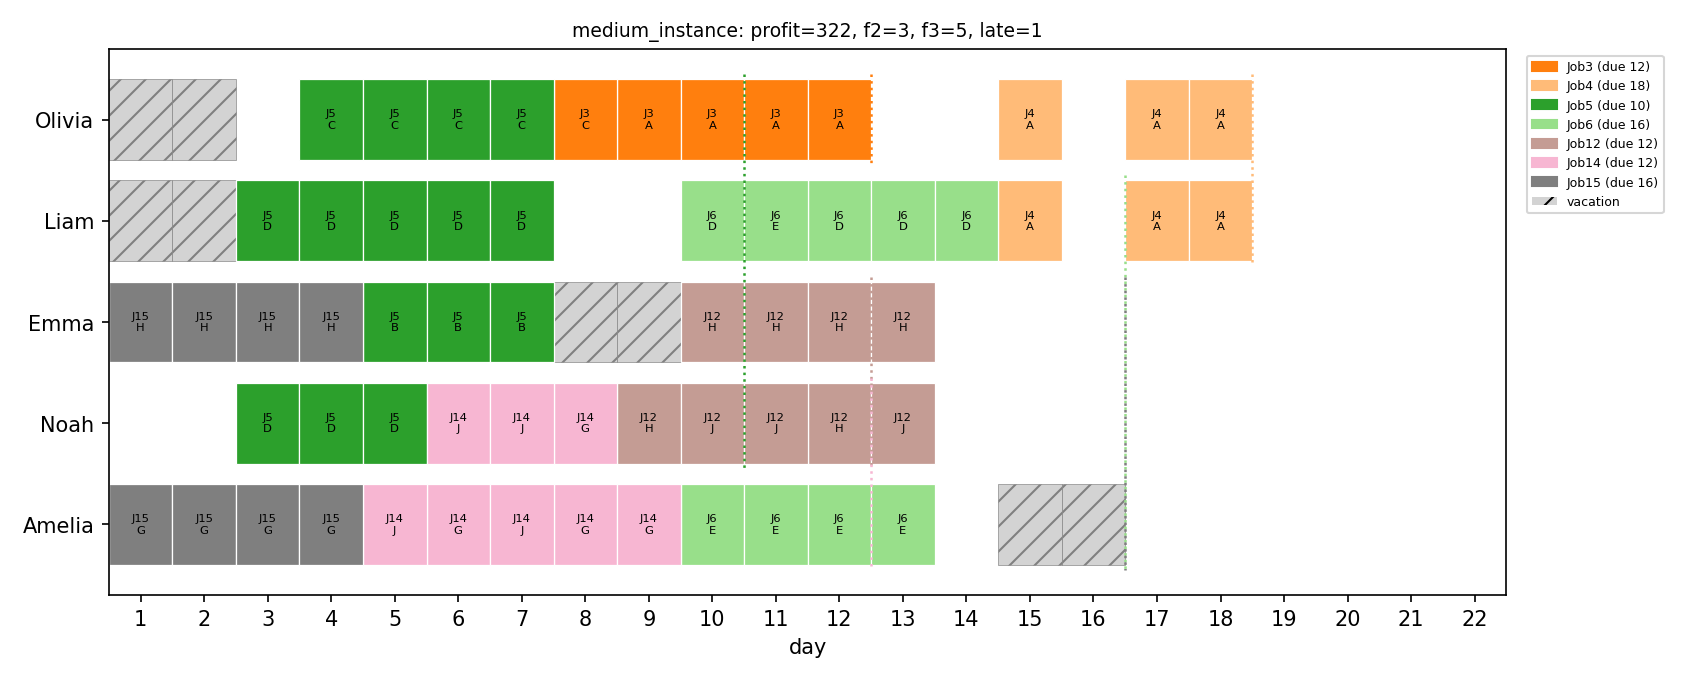 medium_instance: profit=322, f2=3, f3=5, late=1
Olivia
J5 J5 J5 J5 J3 J3 J3 J3 J3 J4 J4 J4
C C C C C A A A A A A A
Liam
J5 J5 J5 J5 J5 J6 J6 J6 J6 J6 J4 J4 J4
D D D D D D E D D D A A A
Emma
J15 J15 J15 J15 J5 J5 J5 J12 J12 J12 J12
H H H H B B B H H H H
Noah
J5 J5 J5 J14 J14 J14 J12 J12 J12 J12 J12
D D D J J G H J J H J
Amelia
J15 J15 J15 J15 J14 J14 J14 J14 J14 J6 J6 J6 J6
G G G G J G J G G E E E E
1 2 3 4 5 6 7 8 9 10 11 12 13 14 15 16 17 18 19 20 21 22
day
Job3 (due 12)
Job4 (due 18)
Job5 (due 10)
Job6 (due 16)
Job12 (due 12)
Job14 (due 12)
Job15 (due 16)
vacation